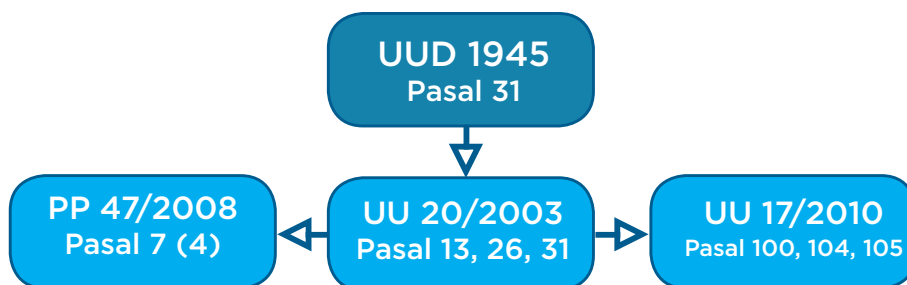 UUD 1945
Pasal 31
PP 47/2008
Pasal 7 (4)
UU 20/2003
Pasal 13, 26, 31
UU 17/2010
Pasal 100, 104, 105